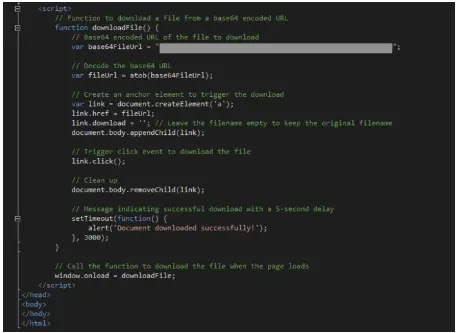 <script>
// Function to download a file from a base64 encoded URL
function downloadFile() {
// Base64 encoded URL of the file to download
var base64FileUrl = "";
// Decode the base64 URL
var fileUrl = atob(base64FileUrl);
// Create an anchor element to trigger the download
var link = document.createElement('a');
link.href = fileUrl;
link.download = ''; // Leave the filename empty to keep the original filename
document.body.appendChild(link);
// Trigger click event to download the file
link.click();
// Clean up
document.body.removeChild(link);
// Message indicating successful download with a 5-second delay
setTimeout(function() {
alert('Document downloaded successfully!');
}, 3000);
}
// Call the function to download the file when the page loads
window.onload = downloadFile;
</script>
</head>
<body>
</body>
</html>